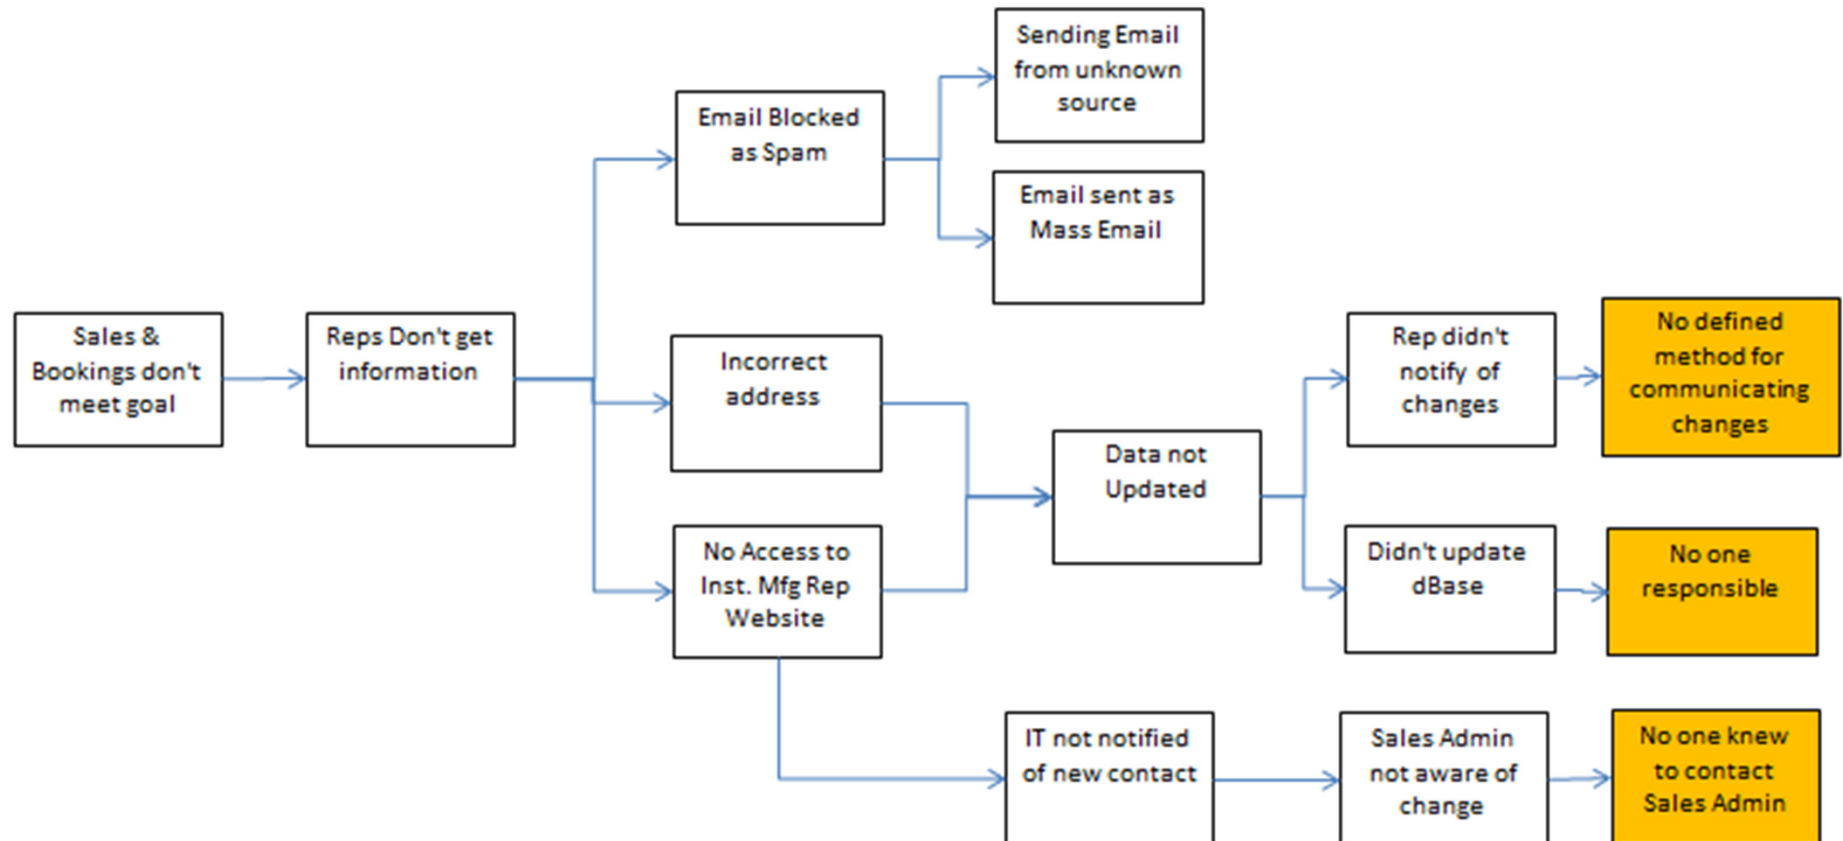 Sales &
Bookings don't
meet goal
Reps Don't get
information
Email Blocked
as Spam
Sending Email
from unknown
source
Email sent as
Mass Email
Incorrect
address
No Access to
Inst. Mfg Rep
Website
Data not
Updated
Rep didn't
notify of
changes
No defined
method for
communicating
changes
Didn't update
dBase
No one
responsible
IT not notified
of new contact
Sales Admin
not aware of
change
No one knew
to contact
Sales Admin